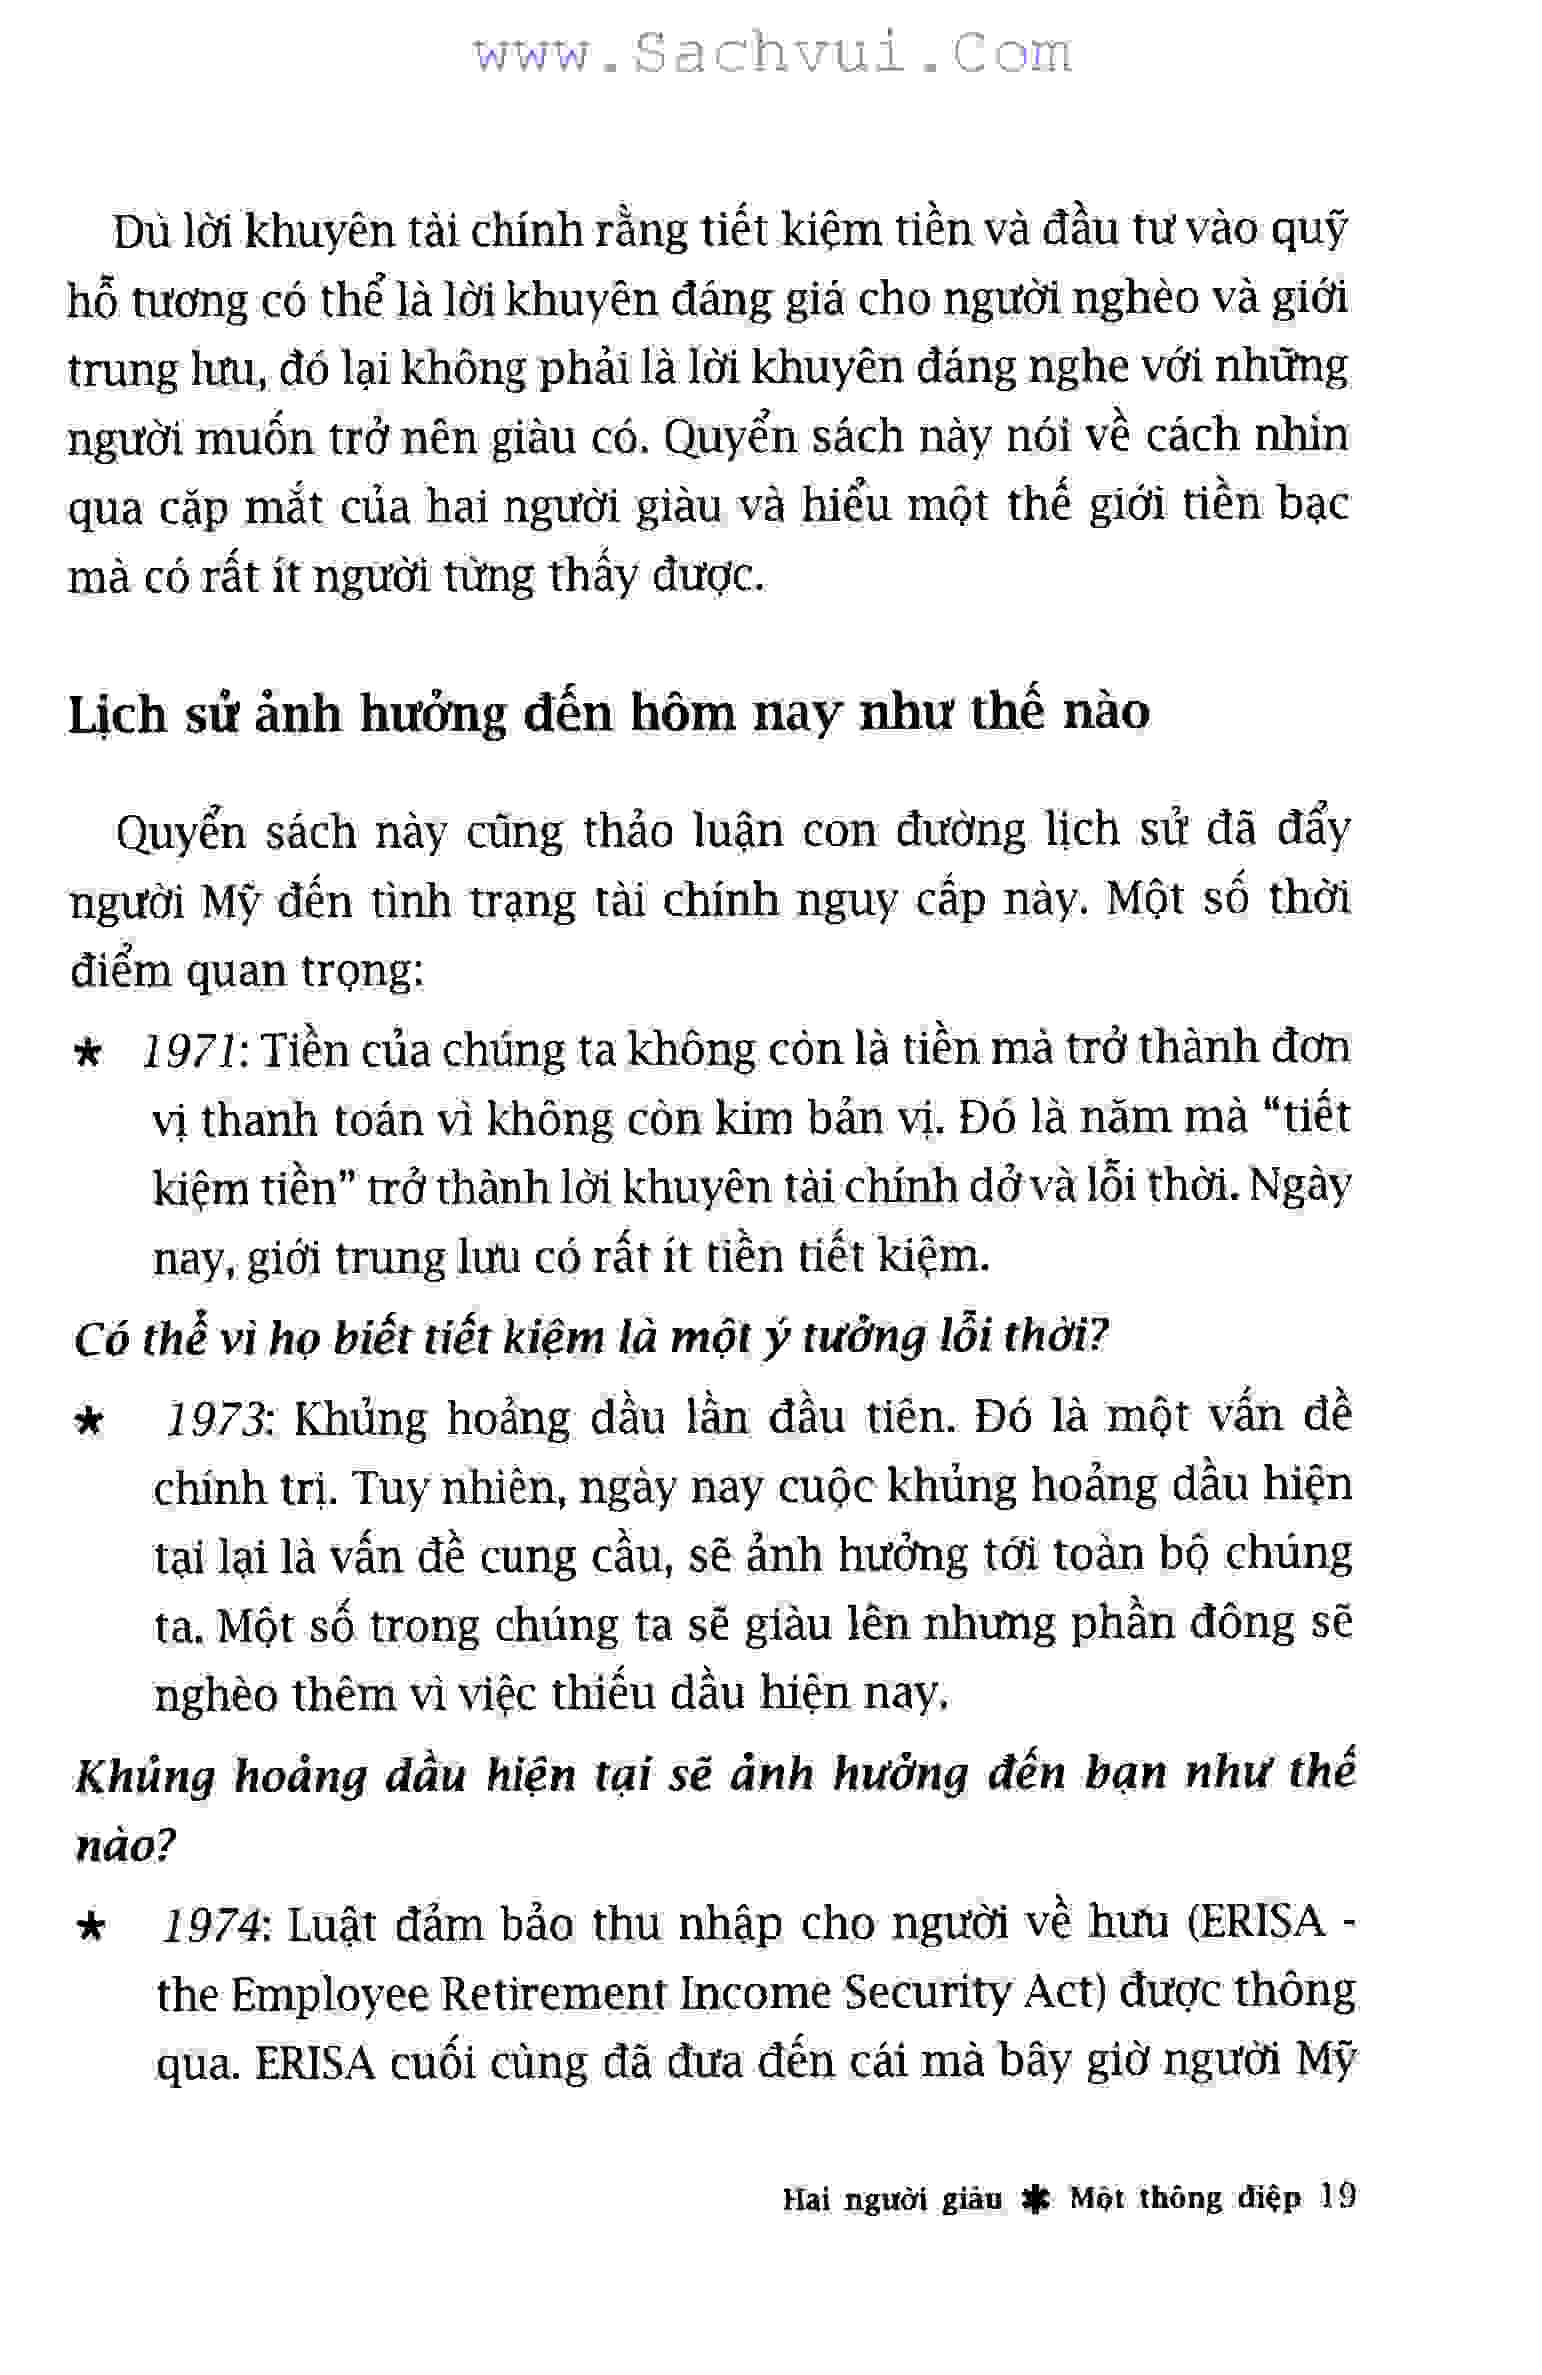 www.Sachvui.Com
Dù lời khuyên tài chính rằng tiết kiệm tiền và đầu tư vào quỹ
hỗ tương có thể là lời khuyên đáng giá cho người nghèo và giới
trung lưu, đó lại không phải là lời khuyên đáng nghe với những
người muốn trở nên giàu có. Quyển sách này nói về cách nhìn
qua cặp mắt của hai người giàu và hiểu một thế giới tiền bạc
mà có rất ít người từng thấy được.
Lịch sử ảnh hưởng đến hôm nay như thế nào
Quyển sách này cũng thảo luận con đường lịch sử đã đẩy
người Mỹ đến tình trạng tài chính nguy cấp này. Một số thời
điểm quan trọng:
★ 1971: Tiền của chúng ta không còn là tiền mà trở thành đơn
vị thanh toán vì không còn kim bản vị. Đó là năm mà “tiết
kiệm tiền” trở thành lời khuyên tài chính dở và lỗi thời. Ngày
nay, giới trung lưu có rất ít tiền tiết kiệm.
Có thể vì họ biết tiết kiệm là một ý tưởng lỗi thời?
★ 1973: Khủng hoảng dầu lần đầu tiên. Đó là một vấn đề
chính trị. Tuy nhiên, ngày nay cuộc khủng hoảng dầu hiện
tại lại là vấn đề cung cầu, sẽ ảnh hưởng tới toàn bộ chúng
ta. Một số trong chúng ta sẽ giàu lên nhưng phần đông sẽ
nghèo thêm vì việc thiếu dầu hiện nay.
Khủng hoảng dầu hiện tại sẽ ảnh hưởng đến bạn như thế
nào?
★ 1974: Luật đảm bảo thu nhập cho người về hưu (ERISA -
the Employee Retirement Income Security Act) được thông
qua. ERISA cuối cùng đã đưa đến cái mà bây giờ người Mỹ
Hai người giàu ✱ Một thông điệp 19